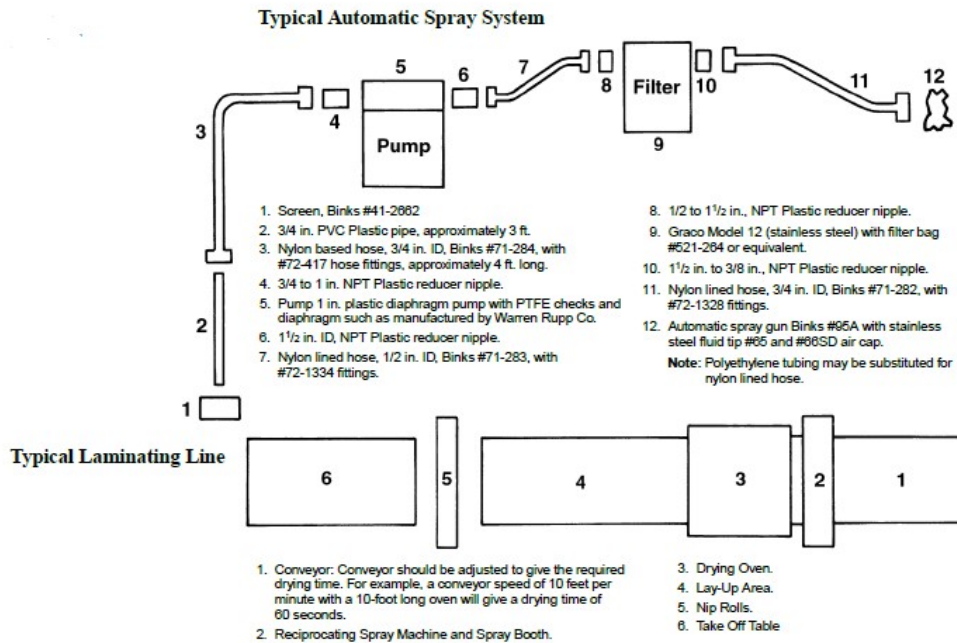 Typical Automatic Spray System
5
6
7
8
Filter
10
11
12
3
4
Pump
9
1. Screen, Binks #41-2662
2. 3/4 in. PVC Plastic pipe, approximately 3 ft.
3. Nylon based hose, 3/4 in. ID, Binks #71-284, with
#72-417 hose fittings, approximately 4 ft. long.
4. 3/4 to 1 in. NPT Plastic reducer nipple.
5. Pump 1 in. plastic diaphragm pump with PTFE checks and
diaphragm such as manufactured by Warren Rupp Co.
6. 1 1/2 in. ID, NPT Plastic reducer nipple.
7. Nylon lined hose, 1/2 in. ID, Binks #71-283, with
#72-1334 fittings.
8. 1/2 to 1 1/2 in., NPT Plastic reducer nipple.
9. Graco Model 12 (stainless steel) with filter bag
#521-264 or equivalent.
10. 1 1/2 in. to 3/8 in., NPT Plastic reducer nipple.
11. Nylon lined hose, 3/4 in. ID, Binks #71-282, with
#72-1328 fittings.
12. Automatic spray gun Binks #95A with stainless
steel fluid tip #65 and #66SD air cap.
Note: Polyethylene tubing may be substituted for
nylon lined hose.
2
1
Typical Laminating Line
6
5
4
3
2
1
1. Conveyor: Conveyor should be adjusted to give the required
drying time. For example, a conveyor speed of 10 feet per
minute with a 10-foot long oven will give a drying time of
60 seconds.
2. Reciprocating Spray Machine and Spray Booth.
3. Drying Oven.
4. Lay-Up Area.
5. Nip Rolls.
6. Take Off Table